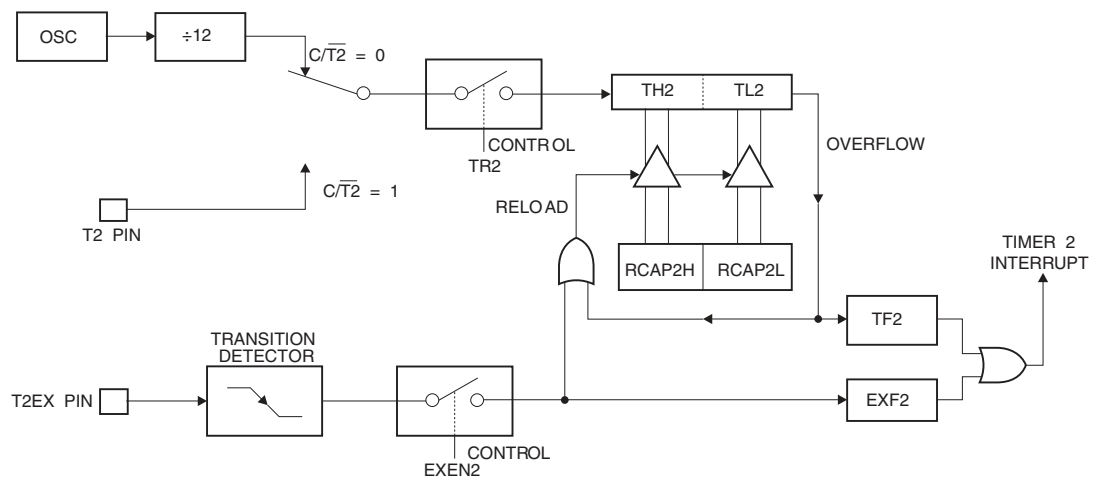 OSC
÷12
C/T2 = 0
TH2
TL2
CONTROL
TR2
OVERFLOW
C/T2 = 1
T2 PIN
RELOAD
RCAP2H
RCAP2L
TIMER 2
INTERRUPT
TF2
TRANSITION
DETECTOR
T2EX PIN
EXF2
CONTROL
EXEN2